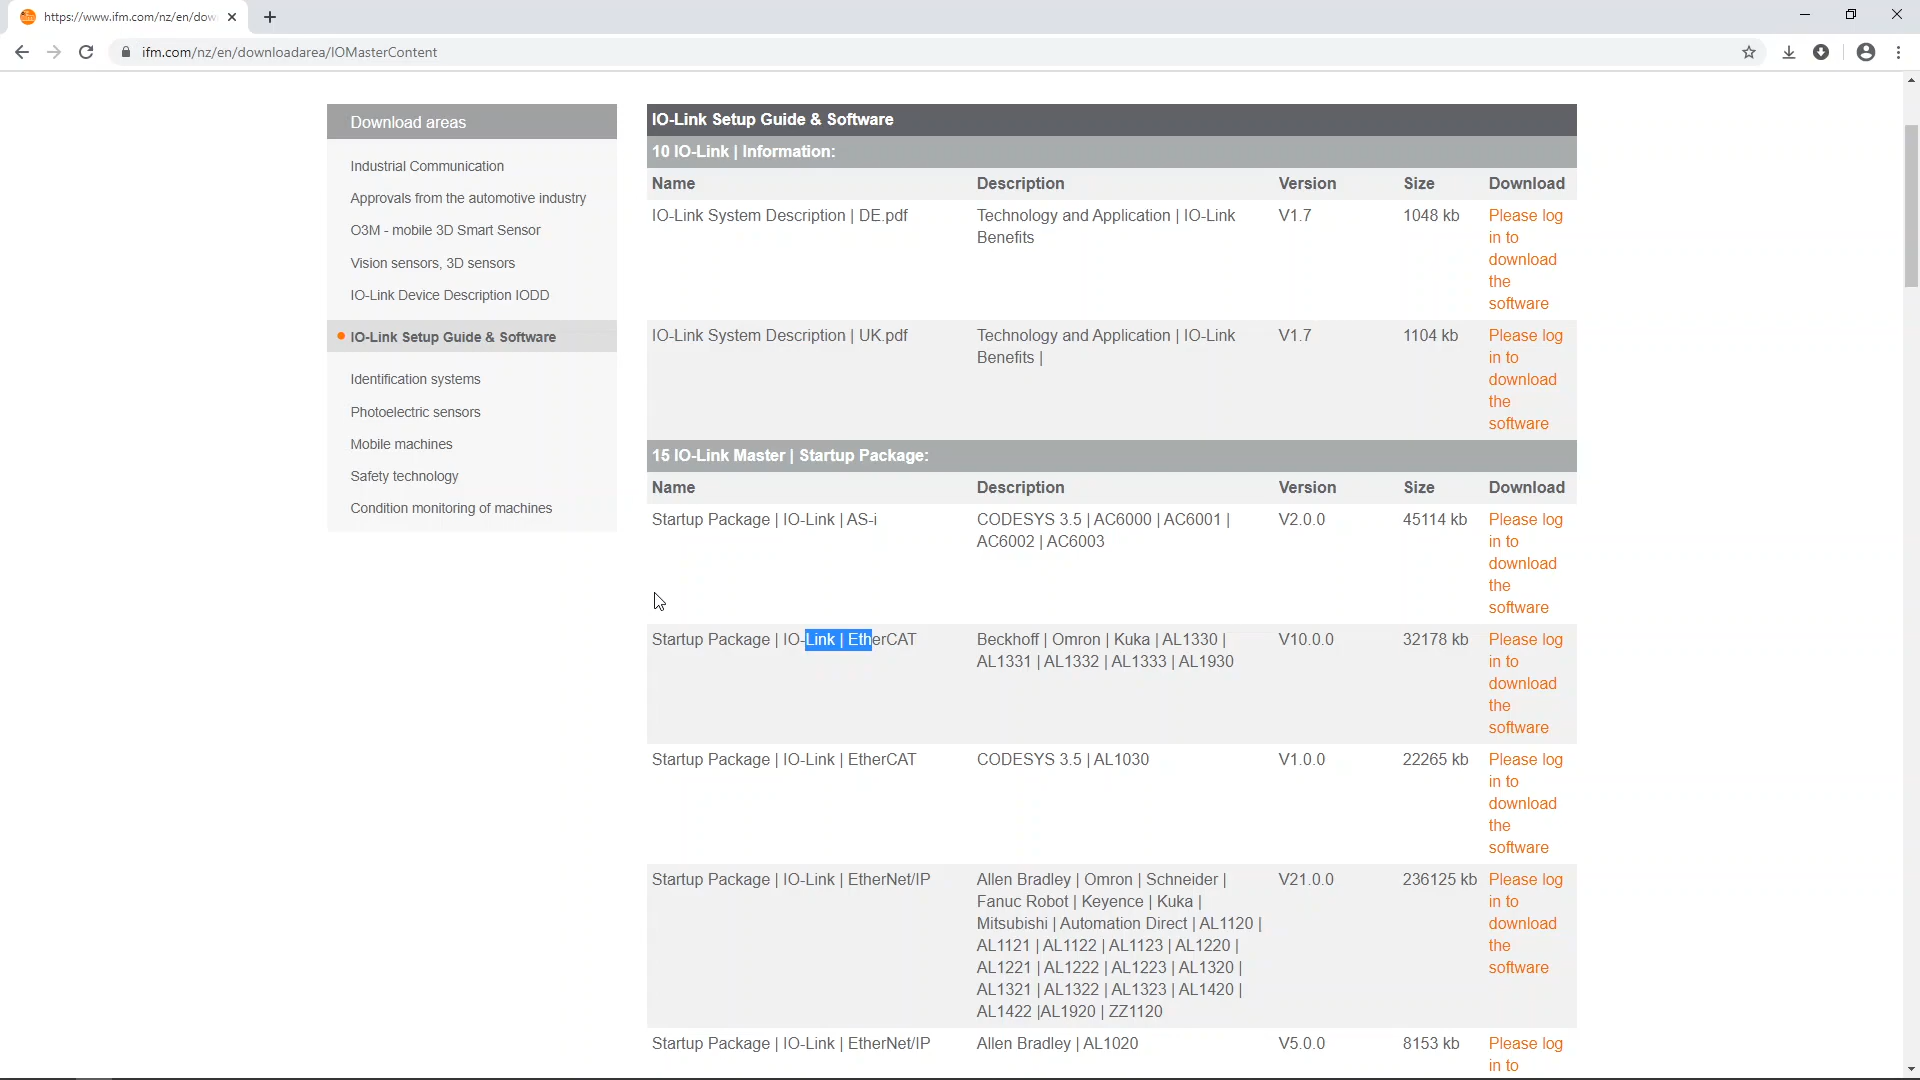 https://www.ifm.com/nz/en/dow
ifm.com/nz/en/downloadarea/IOMasterContent
Download areas
Industrial Communication
Approvals from the automotive industry
O3M - mobile 3D Smart Sensor
Vision sensors, 3D sensors
IO-Link Device Description IODD
IO-Link Setup Guide & Software
Identification systems
Photoelectric sensors
Mobile machines
Safety technology
Condition monitoring of machines
IO-Link Setup Guide & Software
10 IO-Link | Information:
Name Description Version Size Download
IO-Link System Description | DE.pdf Technology and Application | IO-Link V1.7 1048 kb Please log
Benefits in to
download
the
software
IO-Link System Description | UK.pdf Technology and Application | IO-Link V1.7 1104 kb Please log
Benefits | in to
download
the
software
15 IO-Link Master | Startup Package:
Name Description Version Size Download
Startup Package | IO-Link | AS-i CODESYS 3.5 | AC6000 | AC6001 | V2.0.0 45114 kb Please log
AC6002 | AC6003 in to
download
the
software
Startup Package | IO-Link | EtherCAT Beckhoff | Omron | Kuka | AL1330 | V10.0.0 32178 kb Please log
AL1331 | AL1332 | AL1333 | AL1930 in to
download
the
software
Startup Package | IO-Link | EtherCAT CODESYS 3.5 | AL1030 V1.0.0 22265 kb Please log
in to
download
the
software
Startup Package | IO-Link | EtherNet/IP Allen Bradley | Omron | Schneider | V21.0.0 236125 kb Please log
Fanuc Robot | Keyence | Kuka | in to
Mitsubishi | Automation Direct | AL1120 | download
AL1121 | AL1122 | AL1123 | AL1220 | the
AL1221 | AL1222 | AL1223 | AL1320 | software
AL1321 | AL1322 | AL1323 | AL1420 |
AL1422 |AL1920 | ZZ1120
Startup Package | IO-Link | EtherNet/IP Allen Bradley | AL1020 V5.0.0 8153 kb Please log
in to